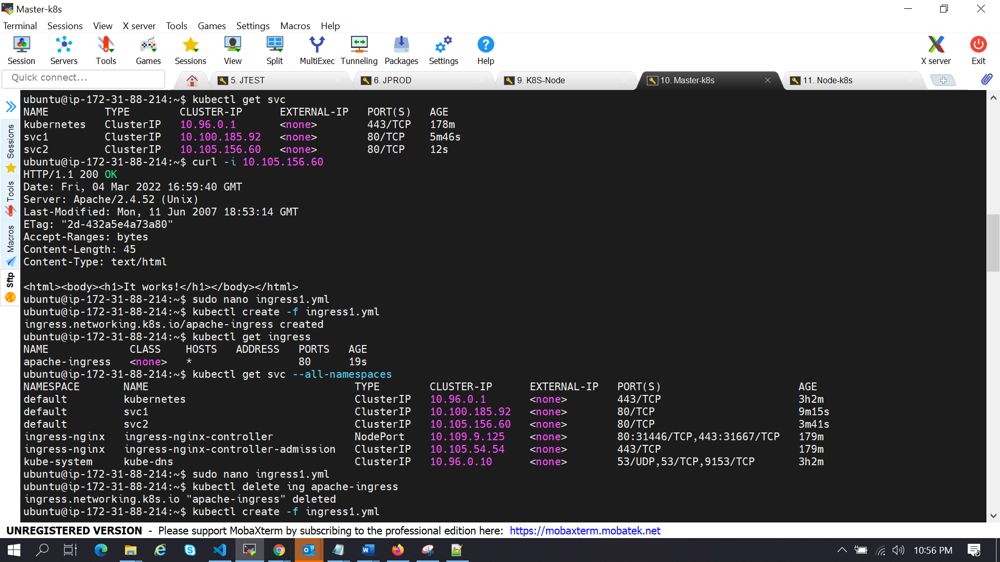 Master-k8s
Terminal Sessions View X server Tools Games Settings Macros Help
Session Servers Tools Games Sessions View Split MultiExec Tunneling Packages Settings Help X server Exit
Quick connect...
5. JTEST 6. JPROD 9. K8S-Node 10. Master-k8s 11. Node-k8s
Sessions
Tools
Macros
Sftp
ubuntu@ip-172-31-88-214:~$ kubectl get svc
NAME TYPE CLUSTER-IP EXTERNAL-IP PORT(S) AGE
kubernetes ClusterIP 10.96.0.1 <none> 443/TCP 178m
svc1 ClusterIP 10.100.185.92 <none> 80/TCP 5m46s
svc2 ClusterIP 10.105.156.60 <none> 80/TCP 12s
ubuntu@ip-172-31-88-214:~$ curl -i 10.105.156.60
HTTP/1.1 200 OK
Date: Fri, 04 Mar 2022 16:59:40 GMT
Server: Apache/2.4.52 (Unix)
Last-Modified: Mon, 11 Jun 2007 18:53:14 GMT
ETag: "2d-432a5e4a73a80"
Accept-Ranges: bytes
Content-Length: 45
Content-Type: text/html
<html><body><h1>It works!</h1></body></html>
ubuntu@ip-172-31-88-214:~$ sudo nano ingress1.yml
ubuntu@ip-172-31-88-214:~$ kubectl create -f ingress1.yml
ingress.networking.k8s.io/apache-ingress created
ubuntu@ip-172-31-88-214:~$ kubectl get ingress
NAME CLASS HOSTS ADDRESS PORTS AGE
apache-ingress <none> * 80 19s
ubuntu@ip-172-31-88-214:~$ kubectl get svc --all-namespaces
NAMESPACE NAME TYPE CLUSTER-IP EXTERNAL-IP PORT(S) AGE
default kubernetes ClusterIP 10.96.0.1 <none> 443/TCP 3h2m
default svc1 ClusterIP 10.100.185.92 <none> 80/TCP 9m15s
default svc2 ClusterIP 10.105.156.60 <none> 80/TCP 3m41s
ingress-nginx ingress-nginx-controller NodePort 10.109.9.125 <none> 80:31446/TCP,443:31667/TCP 179m
ingress-nginx ingress-nginx-controller-admission ClusterIP 10.105.54.54 <none> 443/TCP 179m
kube-system kube-dns ClusterIP 10.96.0.10 <none> 53/UDP,53/TCP,9153/TCP 3h2m
ubuntu@ip-172-31-88-214:~$ sudo nano ingress1.yml
ubuntu@ip-172-31-88-214:~$ kubectl delete ing apache-ingress
ingress.networking.k8s.io "apache-ingress" deleted
ubuntu@ip-172-31-88-214:~$ kubectl create -f ingress1.yml
UNREGISTERED VERSION - Please support MobaXterm by subscribing to the professional edition here: https://mobaxterm.mobatek.net
10:56 PM